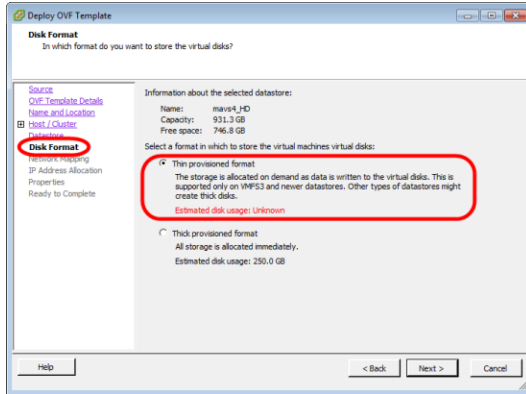 Deploy OVF Template
Disk Format
In which format do you want to store the virtual disks?
Source
OVF Template Details
Name and Location
Host / Cluster
Datastore
Disk Format
Network Mapping
IP Address Allocation
Properties
Ready to Complete
Information about the selected datastore:
Name: mavs4_HD
Capacity: 931.3 GB
Free space: 746.8 GB
Select a format in which to store the virtual machines virtual disks:
Thin provisioned format
The storage is allocated on demand as data is written to the virtual disks. This is
supported only on VMFS3 and newer datastores. Other types of datastores might
create thick disks.
Estimated disk usage: Unknown
Thick provisioned format
All storage is allocated immediately.
Estimated disk usage: 250.0 GB
Help
< Back
Next >
Cancel